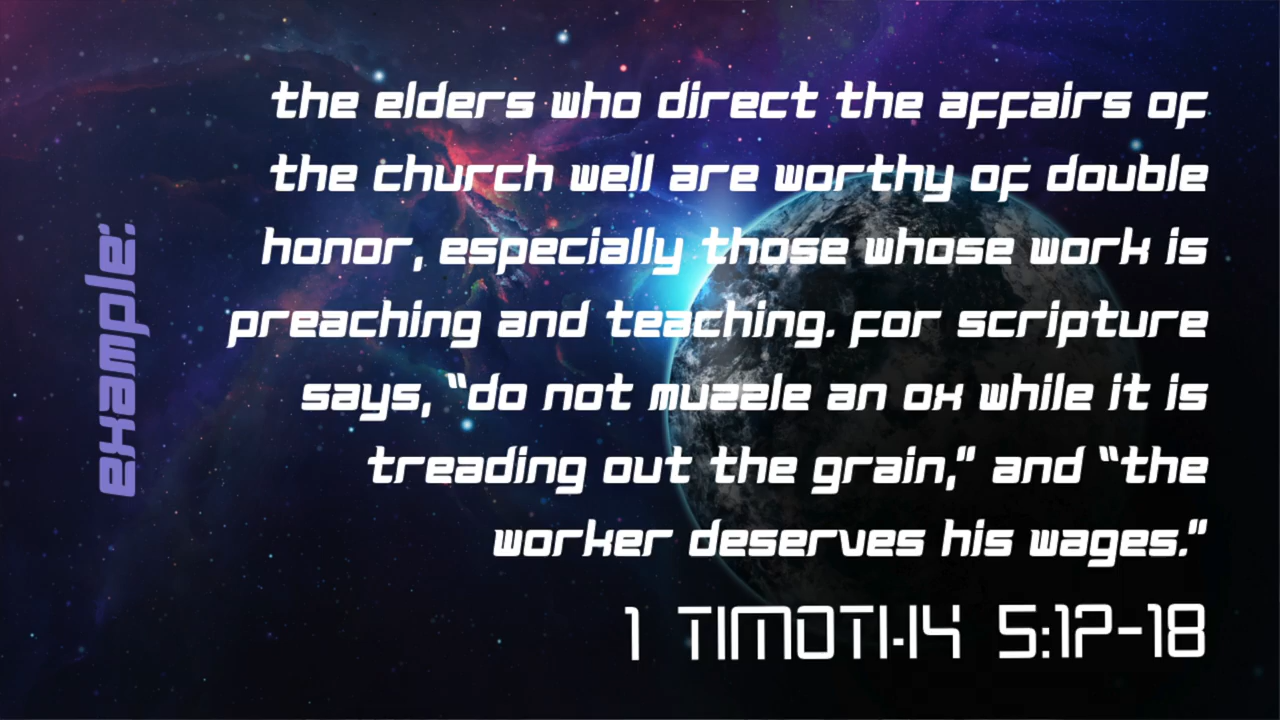 example:
the elders who direct the affairs of
the church well are worthy of double
honor, especially those whose work is
preaching and teaching. for scripture
says, “do not muzzle an ox while it is
treading out the grain,” and “the
worker deserves his wages.”
1 TIMOTHY 5:17-18